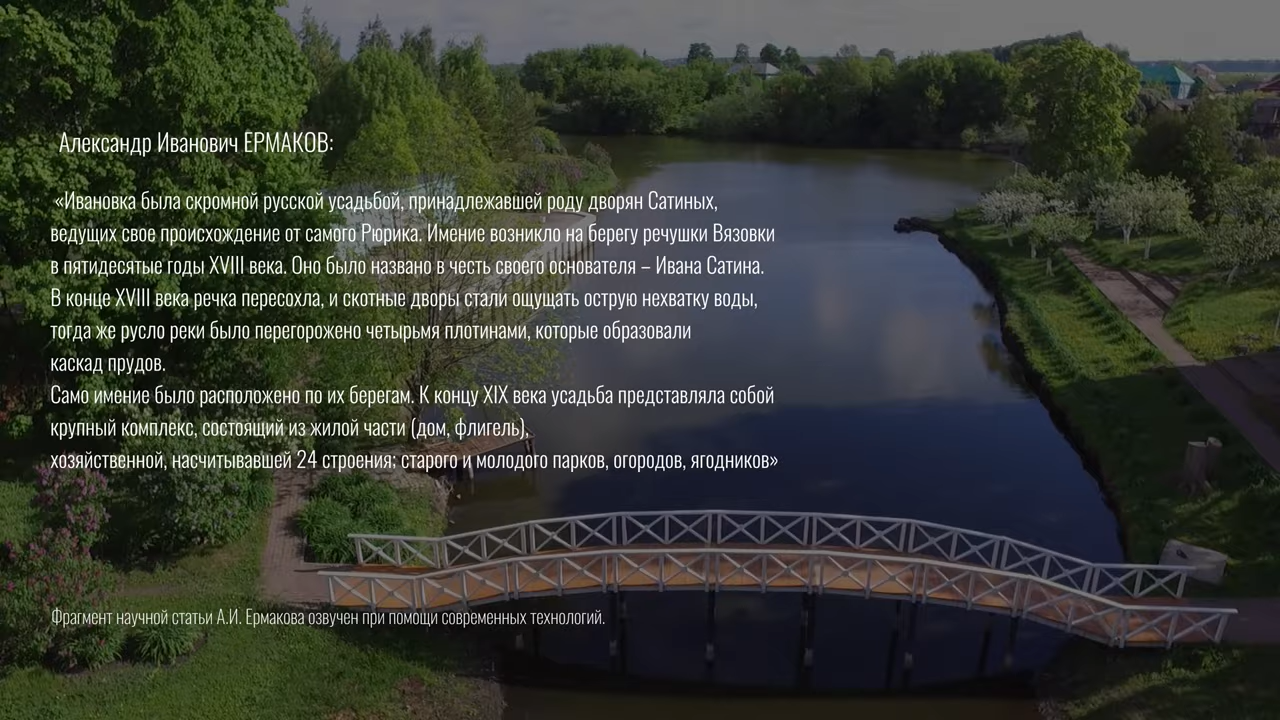 Александр Иванович ЕРМАКОВ:
«Ивановка была скромной русской усадьбой, принадлежавшей роду дворян Сатиных,
ведущих свое происхождение от самого Рюрика. Имение возникло на берегу речушки Вязовки
в пятидесятые годы XVIII века. Оно было названо в честь своего основателя – Ивана Сатина.
В конце XVIII века речка пересохла, и скотные дворы стали ощущать острую нехватку воды,
тогда же русло реки было перегорожено четырьмя плотинами, которые образовали
каскад прудов.
Само имение было расположено по их берегам. К концу XIX века усадьба представляла собой
крупный комплекс, состоящий из жилой части (дом, флигель),
хозяйственной, насчитывавшей 24 строения; старого и молодого парков, огородов, ягодников»
Фрагмент научной статьи А.И. Ермакова озвучен при помощи современных технологий.